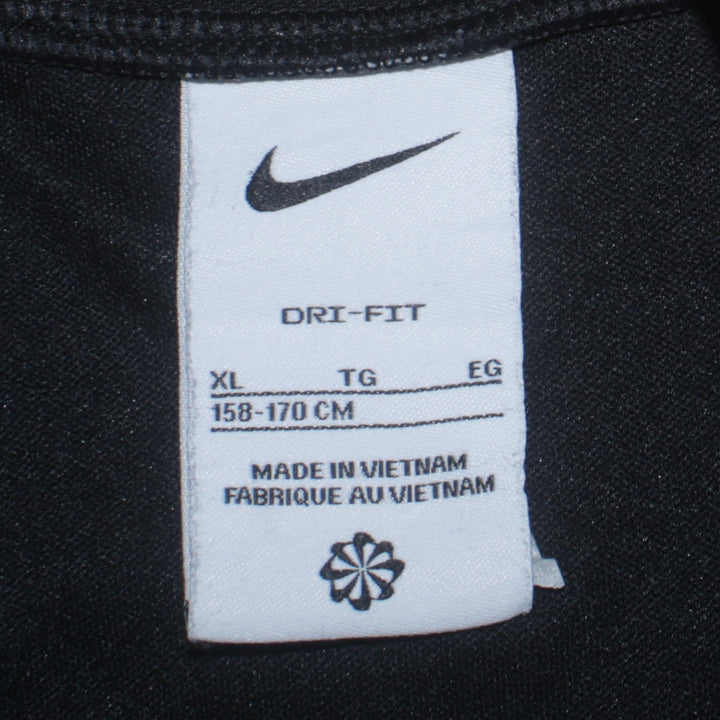 DRI-FIT
XL TG EG
158-170 CM
MADE IN VIETNAM
FABRIQUE AU VIETNAM